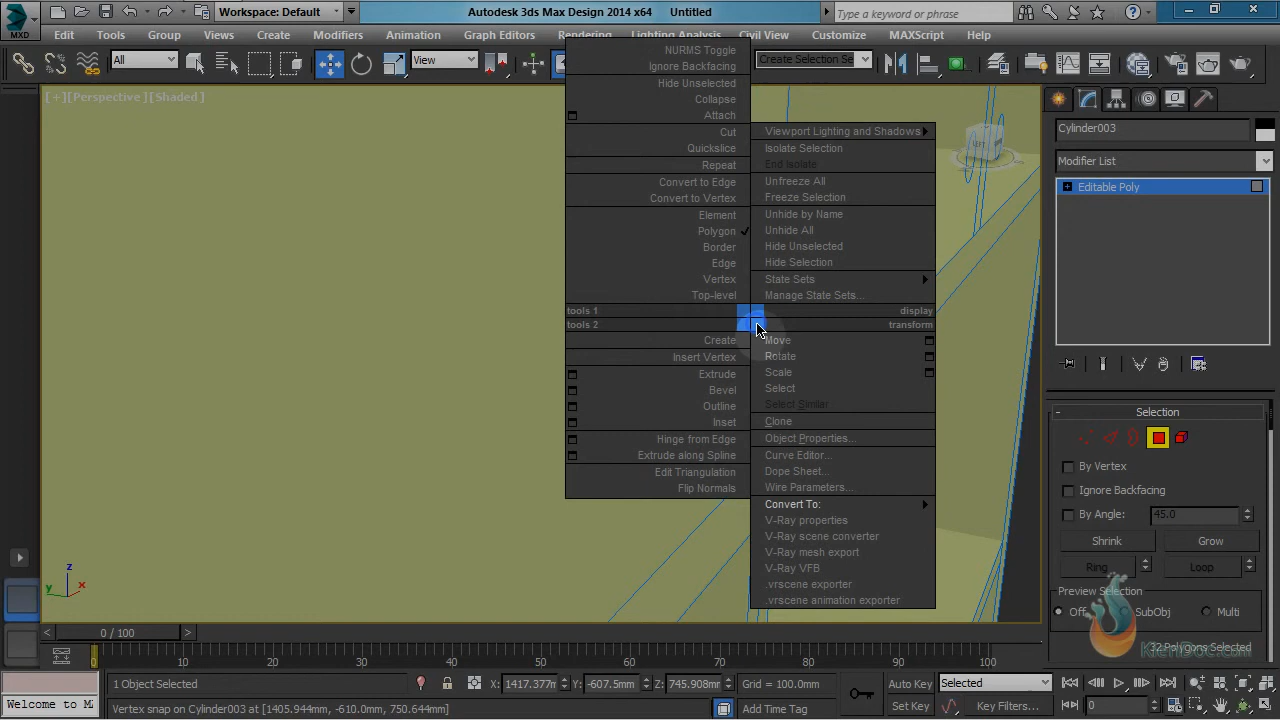 MXD
Workspace: Default
Autodesk 3ds Max Design 2014 x64 Untitled
Type a keyword or phrase
Edit Tools Group Views Create Modifiers Animation Graph Editors Rendering Lighting Analysis Civil View Customize MAXScript Help
All
View
Create Selection Se
[+][Perspective][Shaded]
NURMS Toggle
Ignore Backfacing
Hide Unselected
Collapse
Attach
Cut
Quickslice
Repeat
Convert to Edge
Convert to Vertex
Element
Polygon
Border
Edge
Vertex
Top-level
tools 1
tools 2
Create
Insert Vertex
Extrude
Bevel
Outline
Inset
Hinge from Edge
Extrude along Spline
Edit Triangulation
Flip Normals
Viewport Lighting and Shadows
Isolate Selection
End Isolate
Unfreeze All
Freeze Selection
Unhide by Name
Unhide All
Hide Unselected
Hide Selection
State Sets
Manage State Sets...
display
transform
Move
Rotate
Scale
Select
Select Similar
Clone
Object Properties...
Curve Editor...
Dope Sheet...
Wire Parameters...
Convert To:
V-Ray properties
V-Ray scene converter
V-Ray mesh export
V-Ray VFB
.vrscene exporter
.vrscene animation exporter
LEFT
z
y
x
Cylinder003
Modifier List
Editable Poly
Selection
By Vertex
Ignore Backfacing
By Angle: 45.0
Shrink Grow
Ring Loop
Preview Selection
Off SubObj Multi
32 Polygons Selected
0 / 100
0 10 20 30 40 50 60 70 80 90 100
1 Object Selected
X: 1417.377m Y: -607.5mm Z: 745.908mm Grid = 100.0mm
Auto Key Selected
Welcome to M
Vertex snap on Cylinder003 at [1405.944mm, -610.0mm, 750.644mm]
Add Time Tag
Set Key Key Filters... 0